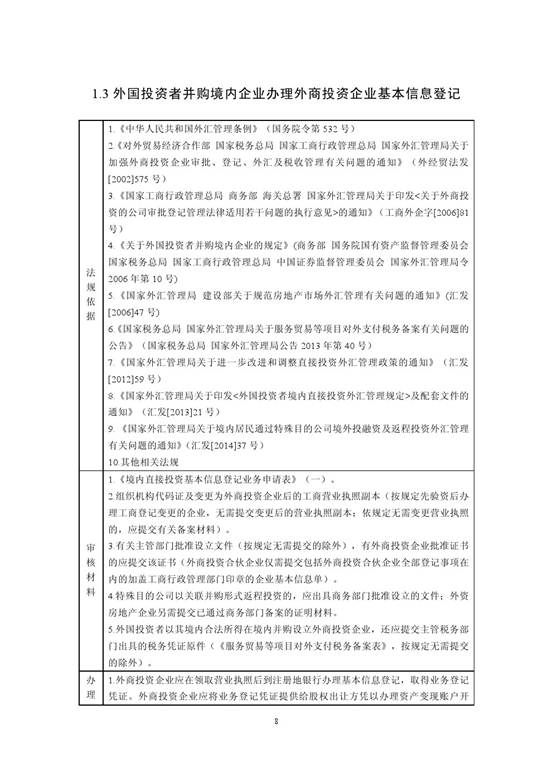 1.3 外国投资者并购境内企业办理外商投资企业基本信息登记
法规依据
1.《中华人民共和国外汇管理条例》（国务院令第 532 号）
2.《对外贸易经济合作部 国家税务总局 国家工商行政管理总局 国家外汇管理局关于
加强外商投资企业审批、登记、外汇及税收管理有关问题的通知》（外经贸法发
[2002]575 号）
3.《国家工商行政管理总局 商务部 海关总署 国家外汇管理局关于印发<关于外商投
资的公司审批登记管理法律适用若干问题的执行意见>的通知》（工商外企字[2006]81
号）
4.《关于外国投资者并购境内企业的规定》(商务部 国务院国有资产监督管理委员会
国家税务总局 国家工商行政管理总局 中国证券监督管理委员会 国家外汇管理局令
2006 年第 10 号)
5.《国家外汇管理局 建设部关于规范房地产市场外汇管理有关问题的通知》(汇发
[2006]47 号)
6.《国家税务总局 国家外汇管理局关于服务贸易等项目对外支付税务备案有关问题的
公告》（国家税务总局 国家外汇管理局公告 2013 年第 40 号）
7.《国家外汇管理局关于进一步改进和调整直接投资外汇管理政策的通知》（汇发
[2012]59 号）
8.《国家外汇管理局关于印发<外国投资者境内直接投资外汇管理规定>及配套文件的
通知》（汇发[2013]21 号）
9.《国家外汇管理局关于境内居民通过特殊目的公司境外投融资及返程投资外汇管理
有关问题的通知》（汇发[2014]37 号）
10.其他相关法规
审核材料
1.《境内直接投资基本信息登记业务申请表》（一）。
2.组织机构代码证及变更为外商投资企业后的工商营业执照副本（按规定先验资后办
理工商登记变更的企业，无需提交变更后的营业执照副本；依规定无需变更营业执照
的，应提交有关备案材料）。
3.有关主管部门批准设立文件（按规定无需提交的除外），有外商投资企业批准证书
的应提交该证书（外商投资合伙企业仅需提交包括外商投资合伙企业全部登记事项在
内的加盖工商行政管理部门印章的企业基本信息单）。
4.特殊目的公司以关联并购形式返程投资的，应出具商务部门批准设立的文件；外资
房地产企业另需提交已通过商务部门备案的证明材料。
5.外国投资者以其境内合法所得在境内并购设立外商投资企业，还应提交主管税务部
门出具的税务凭证原件（《服务贸易等项目对外支付税务备案表》，按规定无需提交
的除外）。
办理
1.外商投资企业应在领取营业执照后到注册地银行办理基本信息登记，取得业务登记
凭证。外商投资企业应将业务登记凭证提供给股权出让方凭以办理资产变现账户开
8